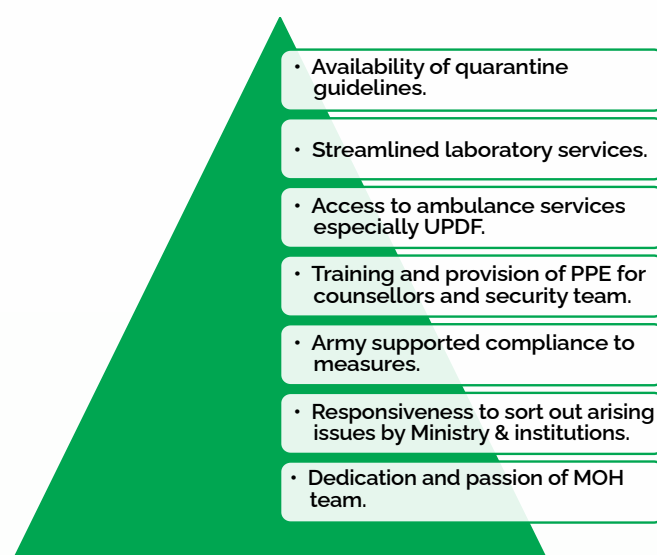 • Availability of quarantine
guidelines.
• Streamlined laboratory services.
• Access to ambulance services
especially UPDF.
• Training and provision of PPE for
counsellors and security team.
• Army supported compliance to
measures.
• Responsiveness to sort out arising
issues by Ministry & institutions.
• Dedication and passion of MOH
team.